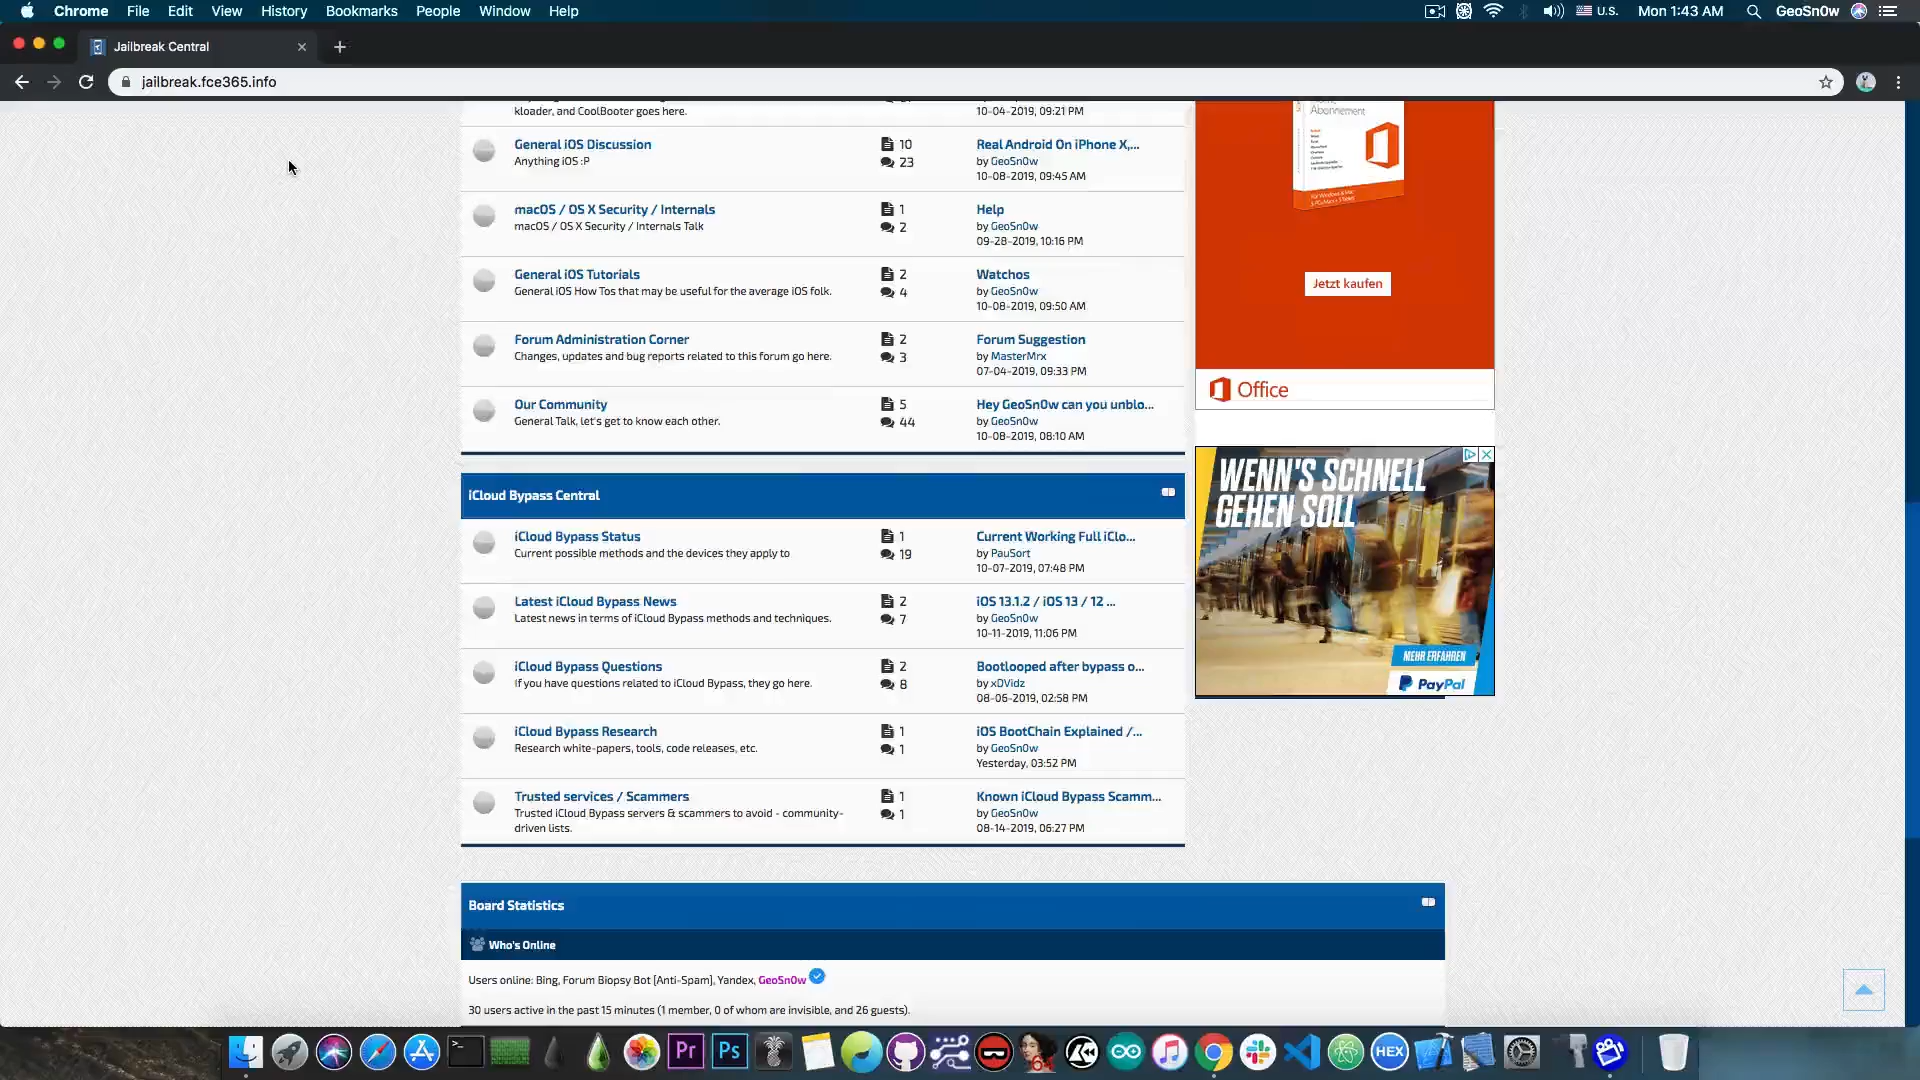 Chrome File Edit View History Bookmarks People Window Help
U.S. Mon 1:43 AM GeoSn0w
Jailbreak Central
jailbreak.fce365.info
kloader, and CoolBooter goes here.
10-04-2019, 09:21 PM
General iOS Discussion
Anything iOS :P
10
23
Real Android On iPhone X,...
by GeoSn0w
10-08-2019, 09:45 AM
macOS / OS X Security / Internals
macOS / OS X Security / Internals Talk
1
2
Help
by GeoSn0w
09-28-2019, 10:16 PM
General iOS Tutorials
General iOS How Tos that may be useful for the average iOS folk.
2
4
Watchos
by GeoSn0w
10-08-2019, 09:50 AM
Forum Administration Corner
Changes, updates and bug reports related to this forum go here.
2
3
Forum Suggestion
by MasterMrx
07-04-2019, 09:33 PM
Our Community
General Talk, let's get to know each other.
5
44
Hey GeoSn0w can you unblo...
by GeoSn0w
10-08-2019, 08:10 AM
iCloud Bypass Central
iCloud Bypass Status
Current possible methods and the devices they apply to
1
19
Current Working Full iClo...
by PauSort
10-07-2019, 07:48 PM
Latest iCloud Bypass News
Latest news in terms of iCloud Bypass methods and techniques.
2
7
iOS 13.1.2 / iOS 13 / 12 ...
by GeoSn0w
10-11-2019, 11:06 PM
iCloud Bypass Questions
If you have questions related to iCloud Bypass, they go here.
2
8
Bootlooped after bypass o...
by xDVidz
08-06-2019, 02:58 PM
iCloud Bypass Research
Research white-papers, tools, code releases, etc.
1
1
iOS BootChain Explained /...
by GeoSn0w
Yesterday, 03:52 PM
Trusted services / Scammers
Trusted iCloud Bypass servers & scammers to avoid - community-
driven lists.
1
1
Known iCloud Bypass Scamm...
by GeoSn0w
08-14-2019, 06:27 PM
Abonnement
Jetzt kaufen
Office
WENN'S SCHNELL
GEHEN SOLL
MEHR ERFAHREN
PayPal
Board Statistics
Who's Online
Users online: Bing, Forum Biopsy Bot [Anti-Spam], Yandex, GeoSn0w
30 users active in the past 15 minutes (1 member, 0 of whom are invisible, and 26 guests).
Pr
Ps
64
HEX